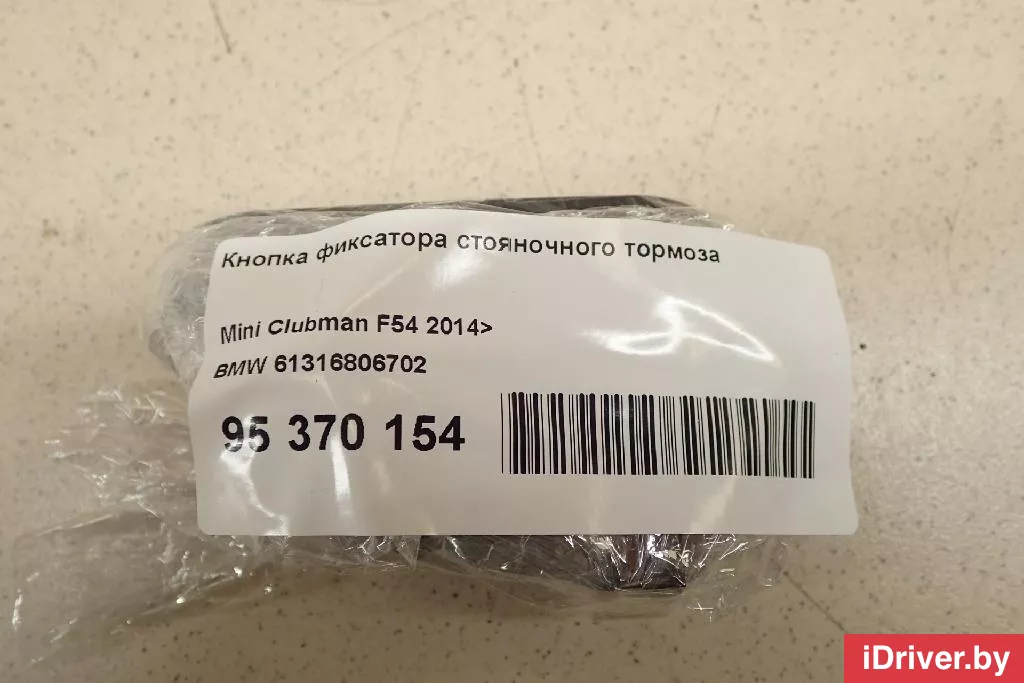 Кнопка фиксатора стояночного тормоза
Mini Clubman F54 2014>
BMW 61316806702
95 370 154
iDriver.by